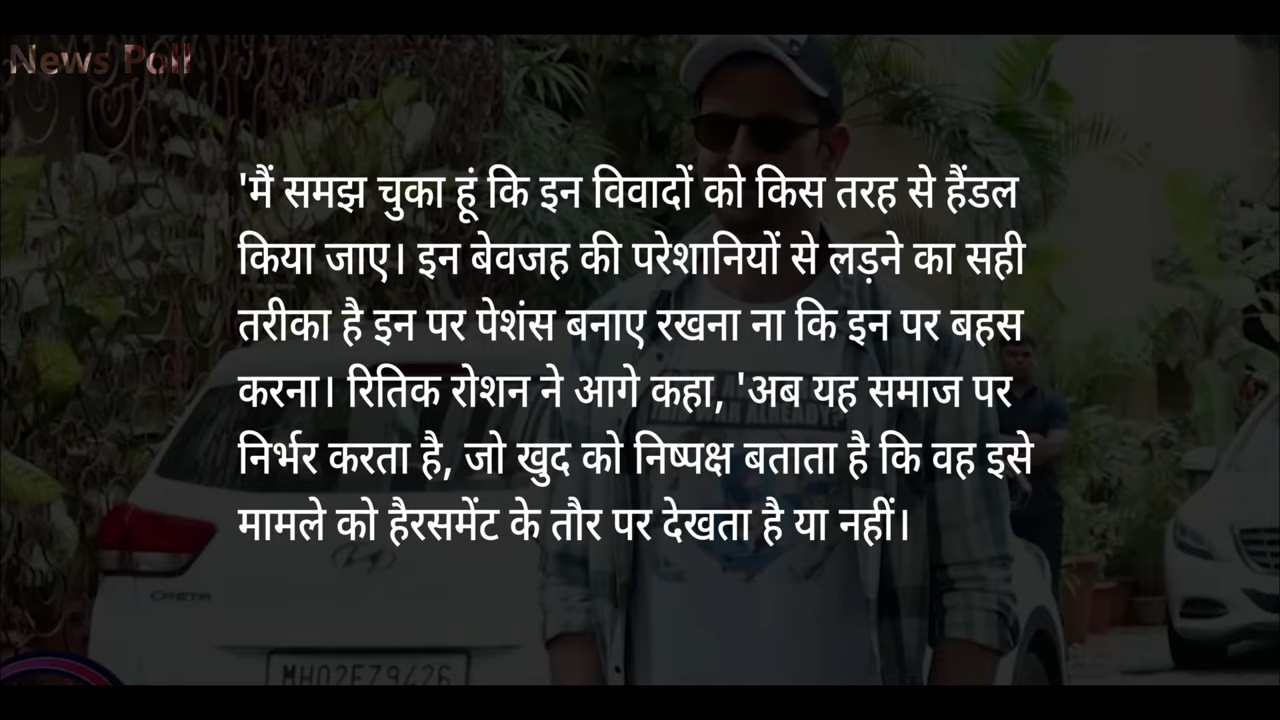 News Poll
'मैं समझ चुका हूं कि इन विवादों को किस तरह से हैंडल
किया जाए। इन बेवजह की परेशानियों से लड़ने का सही
तरीका है इन पर पेशंस बनाए रखना ना कि इन पर बहस
करना। रितिक रोशन ने आगे कहा, 'अब यह समाज पर
निर्भर करता है, जो खुद को निष्पक्ष बताता है कि वह इसे
मामले को हैरसमेंट के तौर पर देखता है या नहीं।
CRETA